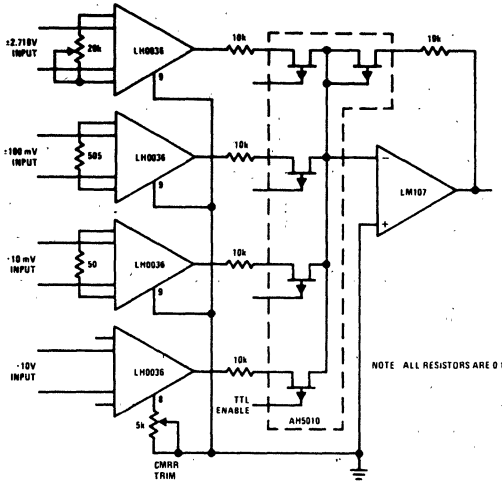 ±2.718V
INPUT
20k
LH0036
9
10k
10k
±100 mV
INPUT
505
LH0036
9
10k
−
LM107
+
·10 mV
INPUT
50
LH0036
9
10k
·10V
INPUT
LH0036
8
10k
5k
TTL
ENABLE
AH5010
CMRR
TRIM
NOTE ALL RESISTORS ARE 0